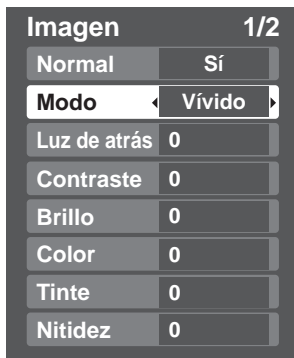 Imagen 1/2
Normal Sí
Modo Vívido
Luz de atrás 0
Contraste 0
Brillo 0
Color 0
Tinte 0
Nitidez 0